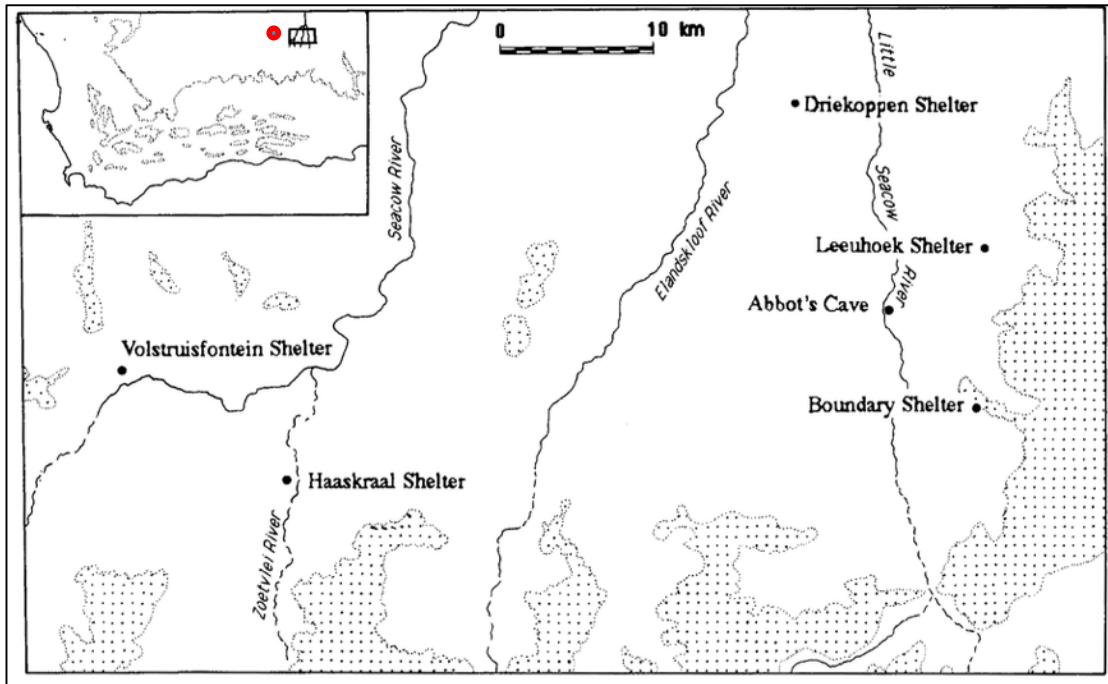 0 10 km
Little
Driekoppen Shelter
Seacow River
Seacow
Elandskloof River
Leeuhoek Shelter
River
Abbot's Cave
Volstruisfontein Shelter
Boundary Shelter
Haaskraal Shelter
Zoetvlei River